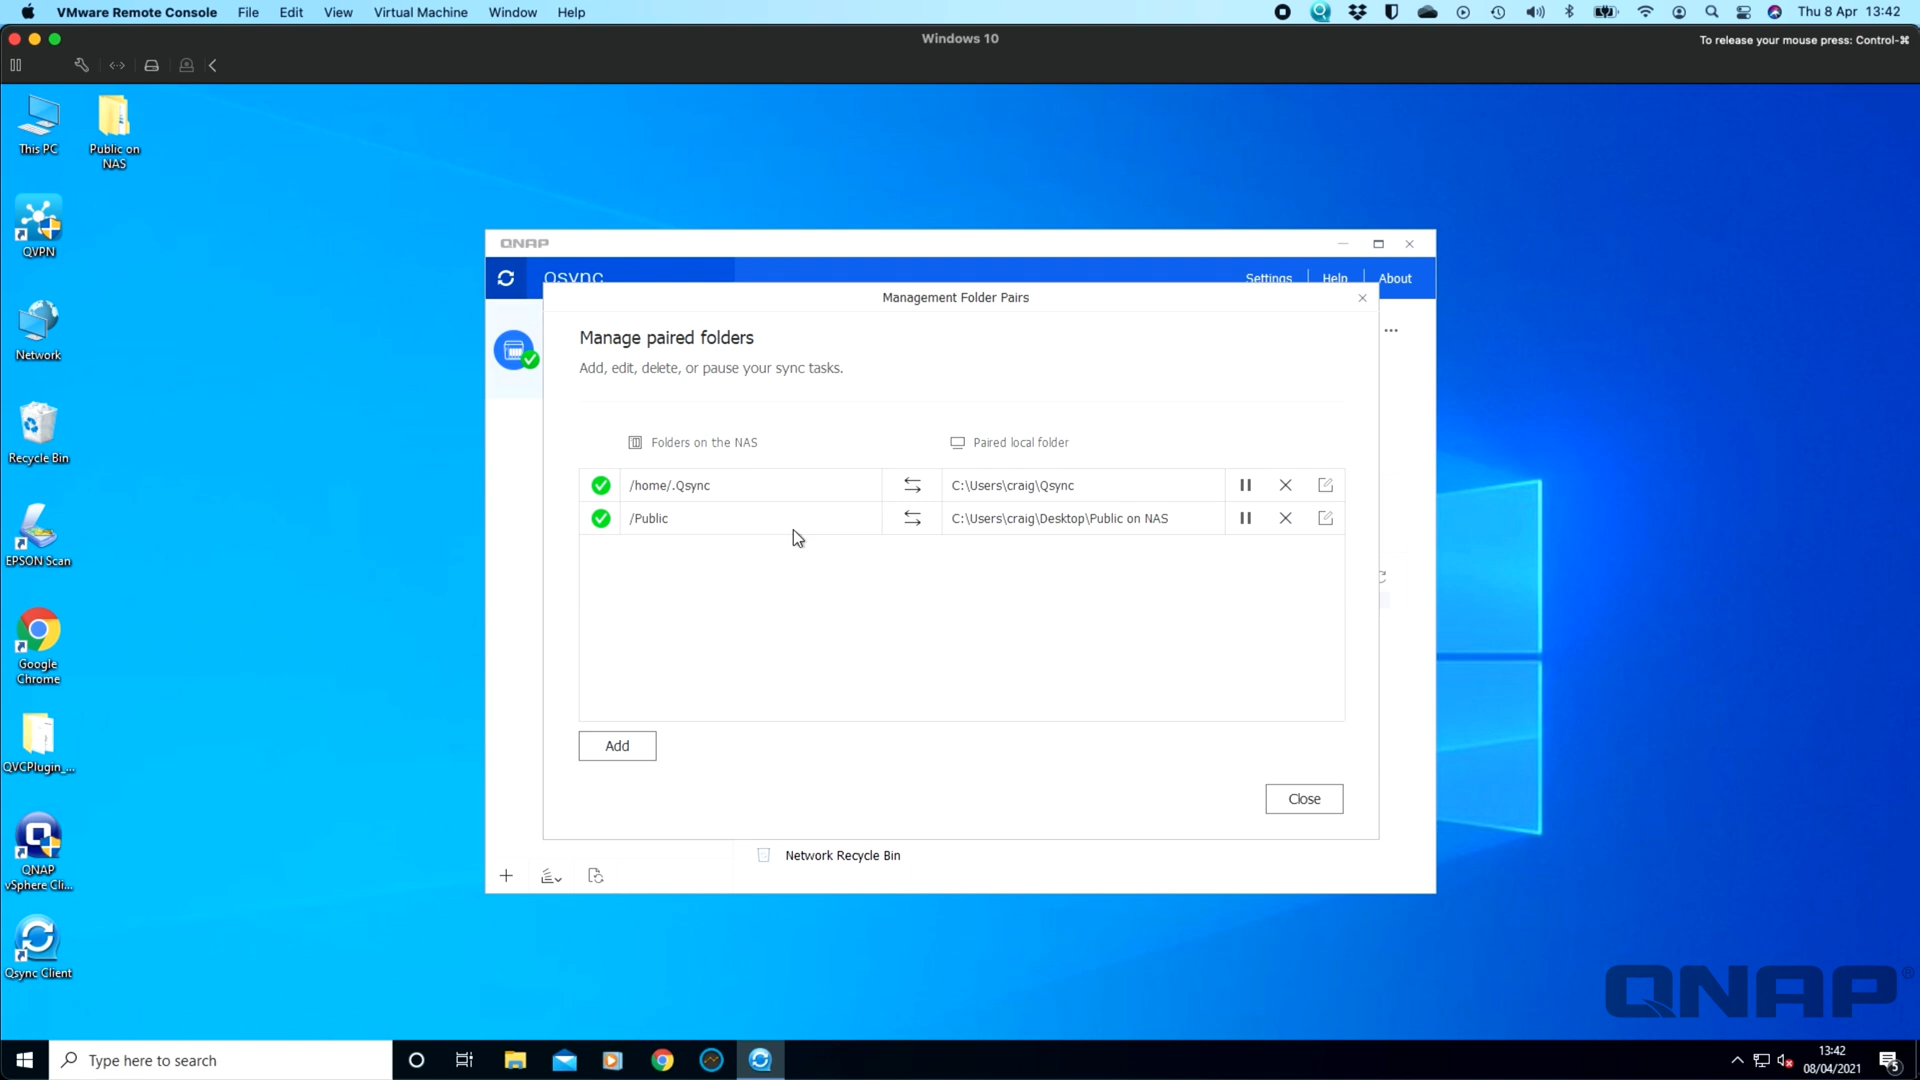 VMware Remote Console File Edit View Virtual Machine Window Help
Thu 8 Apr 13:42
Windows 10
To release your mouse press: Control-⌘
This PC
Public on
NAS
QVPN
Network
Recycle Bin
EPSON Scan
Google
Chrome
QVCPlugin_...
QNAP
vSphere Cli...
Qsync Client
QNAP
Qsync
Settings
Help
About
Management Folder Pairs
Manage paired folders
Add, edit, delete, or pause your sync tasks.
Folders on the NAS
Paired local folder
/home/.Qsync
C:\Users\craig\Qsync
/Public
C:\Users\craig\Desktop\Public on NAS
Add
Close
Network Recycle Bin
QNAP®
Type here to search
13:42
08/04/2021
5